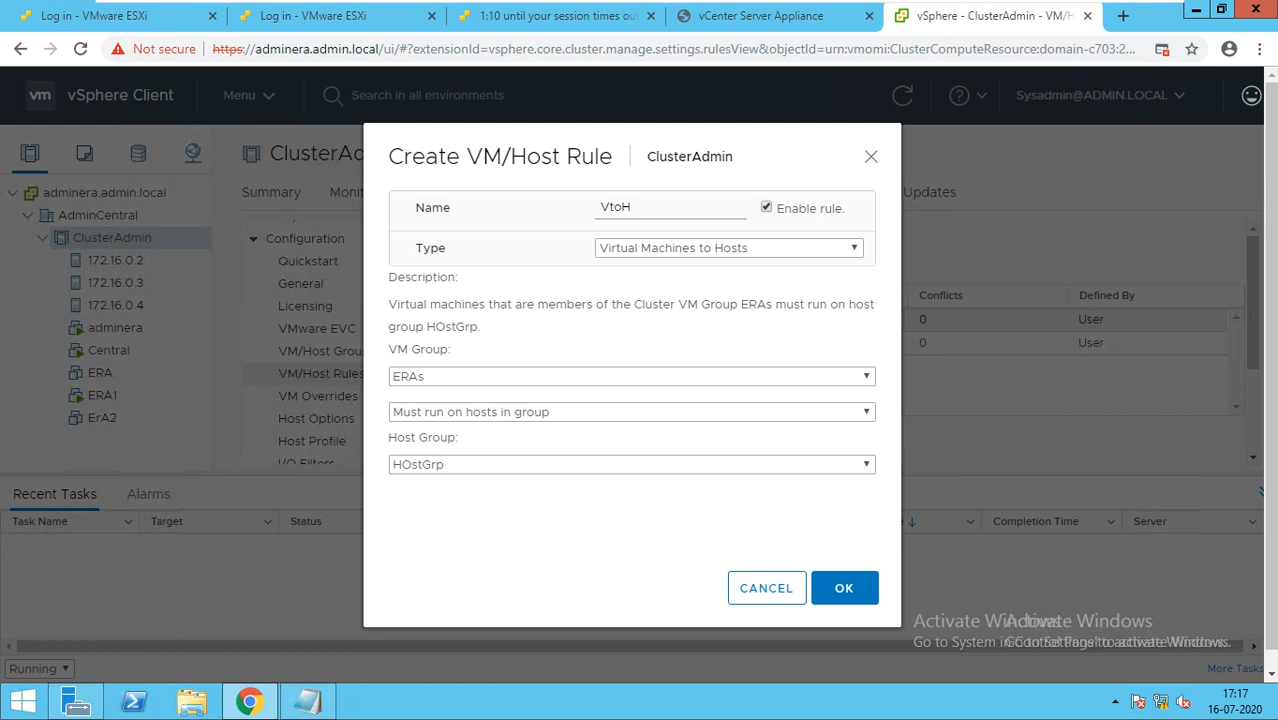 Log in - VMware ESXi
Log in - VMware ESXi
1:10 until your session times ou
vCenter Server Appliance
vSphere - ClusterAdmin - VM/H
Not secure
https://adminera.admin.local/ui/#?extensionId=vsphere.core.cluster.manage.settings.rulesView&objectId=urn:vmomi:ClusterComputeResource:domain-c703:2...
vm vSphere Client
Menu
Search in all environments
Sysadmin@ADMIN.LOCAL
adminera.admin.local
AdminCentral
ClusterAdmin
172.16.0.2
172.16.0.3
172.16.0.4
adminera
Central
ERA
ERA1
ErA2
ClusterAd
Summary
Monit
Updates
Configuration
Quickstart
General
Licensing
VMware EVC
VM/Host Grou
VM/Host Rules
VM Overrides
Host Options
Host Profile
I/O Filters
Conflicts
Defined By
0
User
0
User
Create VM/Host Rule
ClusterAdmin
Name
VtoH
Enable rule.
Type
Virtual Machines to Hosts
Description:
Virtual machines that are members of the Cluster VM Group ERAs must run on host
group HOstGrp.
VM Group:
ERAs
Must run on hosts in group
Host Group:
HOstGrp
CANCEL
OK
Recent Tasks
Alarms
Task Name
Target
Status
Completion Time
Server
Activate Windows
Activate Windows
Go to System in Control Panel to activate Windows.
Running
More Tasks
17:17
16-07-2020